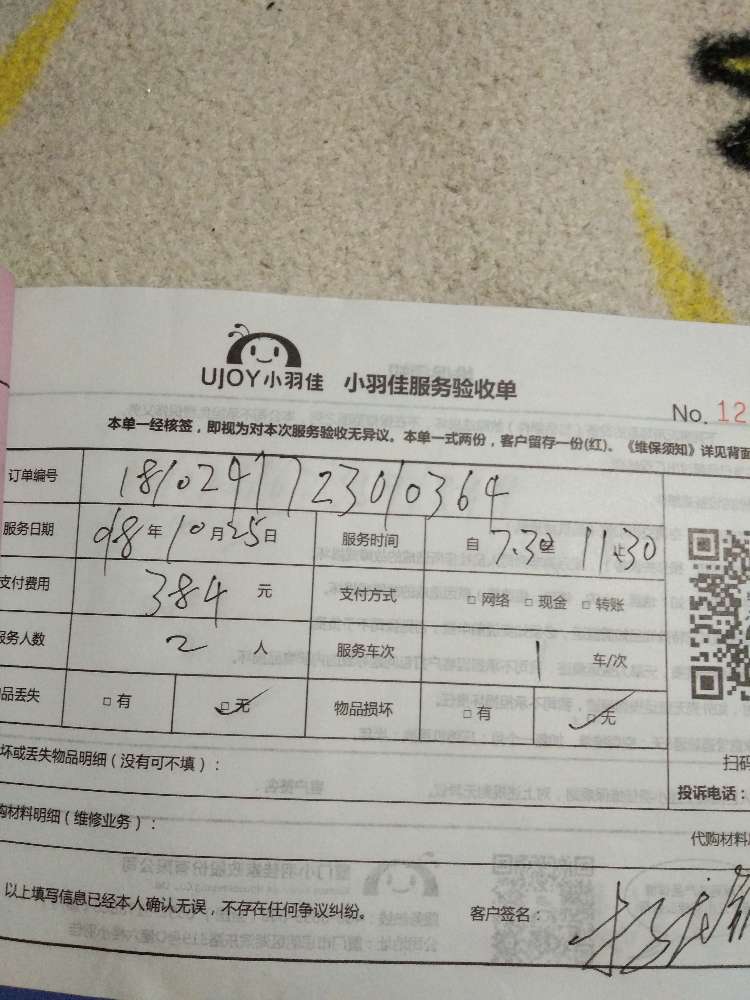 UJOY小羽佳 小羽佳服务验收单
No. 12
本单一经核签，即视为对本次服务验收无异议。本单一式两份，客户留存一份(红)。《维保须知》详见背面
订单编号 1810241723010364
服务日期 18年10月25日 服务时间 自 7.30至 11.30
支付费用 384 元 支付方式 □网络 □现金 □转账
服务人数 2 人 服务车次 1 车/次
品丢失 □有 □无 物品损坏 □有 □无
扫码
坏或丢失物品明细（没有可不填）：
投诉电话：
购材料明细（维修业务）：
代购材料
以上填写信息已经本人确认无误，不存在任何争议纠纷。 客户签名：